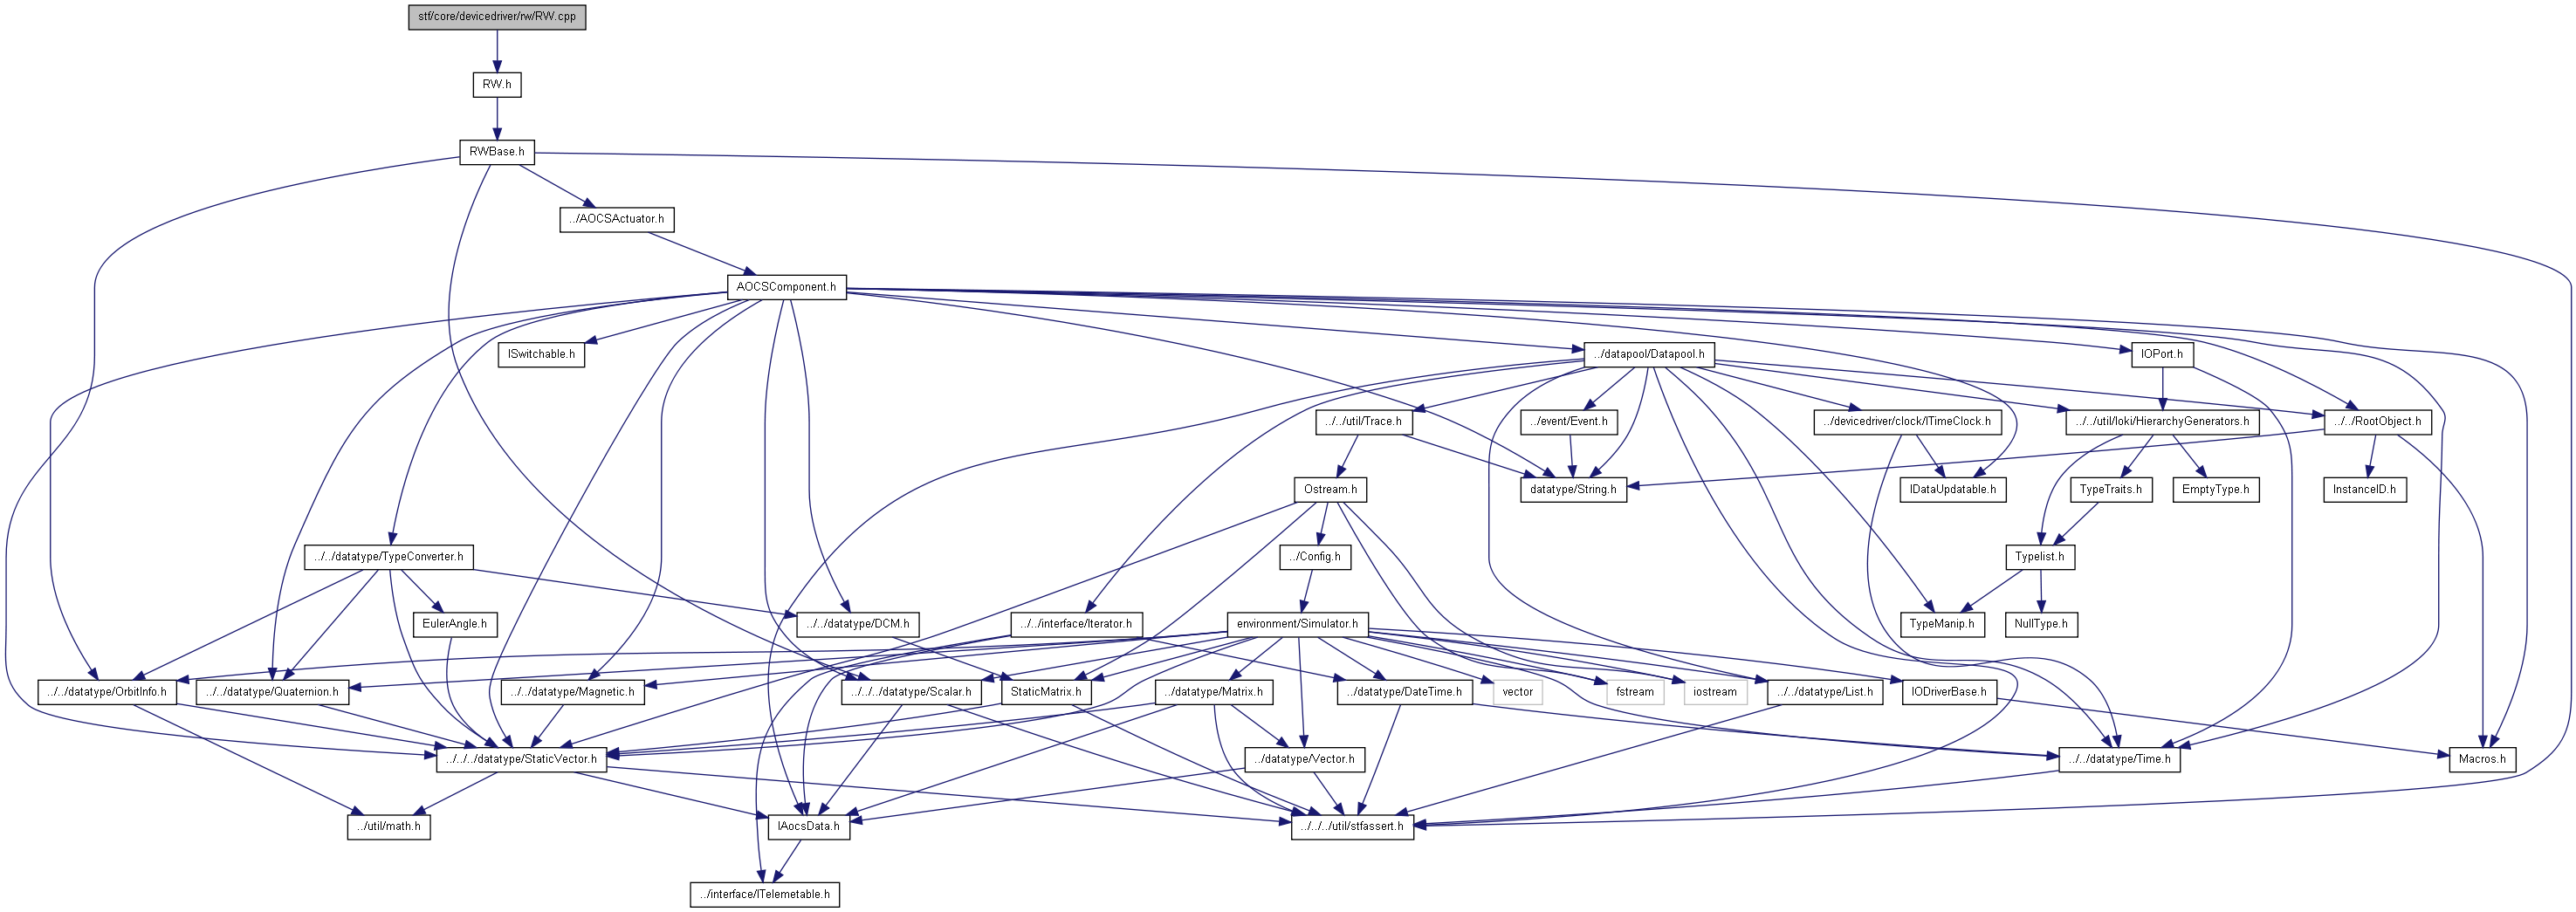 stf/core/devicedriver/rw/RW.cpp
RW.h
RWBase.h
../AOCSActuator.h
AOCSComponent.h
ISwitchable.h
../datapool/Datapool.h
IOPort.h
../../util/Trace.h
../event/Event.h
../devicedriver/clock/ITimeClock.h
../../util/loki/HierarchyGenerators.h
../../RootObject.h
Ostream.h
datatype/String.h
IDataUpdatable.h
TypeTraits.h
EmptyType.h
InstanceID.h
../../datatype/TypeConverter.h
../Config.h
Typelist.h
EulerAngle.h
../../datatype/DCM.h
../../interface/Iterator.h
environment/Simulator.h
TypeManip.h
NullType.h
../../datatype/OrbitInfo.h
../../datatype/Quaternion.h
../../datatype/Magnetic.h
../../../datatype/Scalar.h
StaticMatrix.h
../datatype/Matrix.h
../datatype/DateTime.h
vector
fstream
iostream
../../datatype/List.h
IODriverBase.h
../../../datatype/StaticVector.h
../datatype/Vector.h
../../datatype/Time.h
Macros.h
../util/math.h
IAocsData.h
../../../util/stfassert.h
../interface/ITelemetable.h